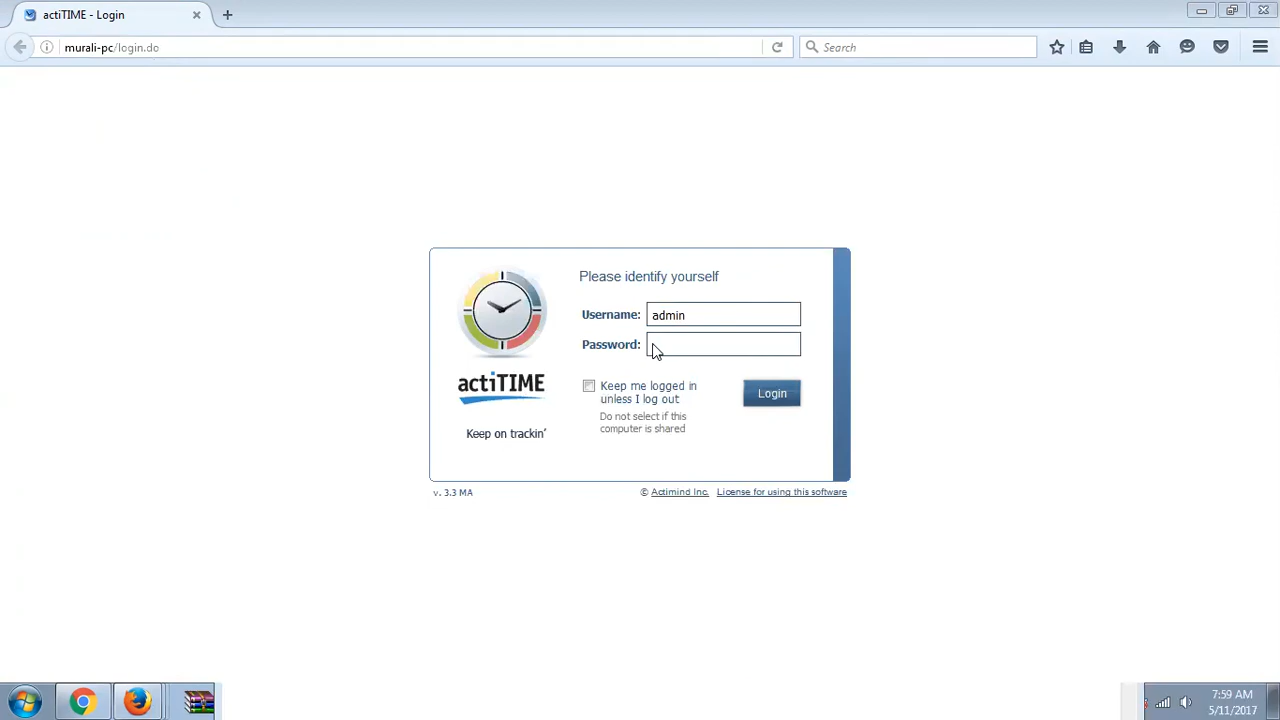 actiTIME - Login
murali-pc/login.do
Search
Please identify yourself
Username: admin
Password:
Keep me logged in
unless I log out
Login
Do not select if this
computer is shared
actiTIME
Keep on trackin'
v. 3.3 MA
© Actimind Inc. License for using this software
7:59 AM
5/11/2017